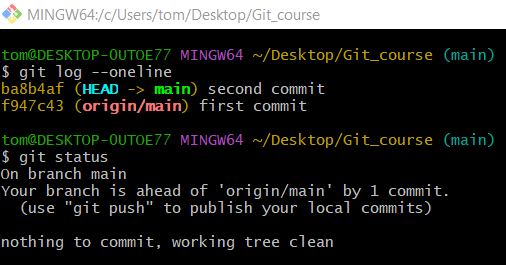 MINGW64:/c/Users/tom/Desktop/Git_course
tom@DESKTOP-OUTOE77 MINGW64 ~/Desktop/Git_course (main)
$ git log --oneline
ba8b4af (HEAD -> main) second commit
f947c43 (origin/main) first commit
tom@DESKTOP-OUTOE77 MINGW64 ~/Desktop/Git_course (main)
$ git status
On branch main
Your branch is ahead of 'origin/main' by 1 commit.
  (use "git push" to publish your local commits)
nothing to commit, working tree clean